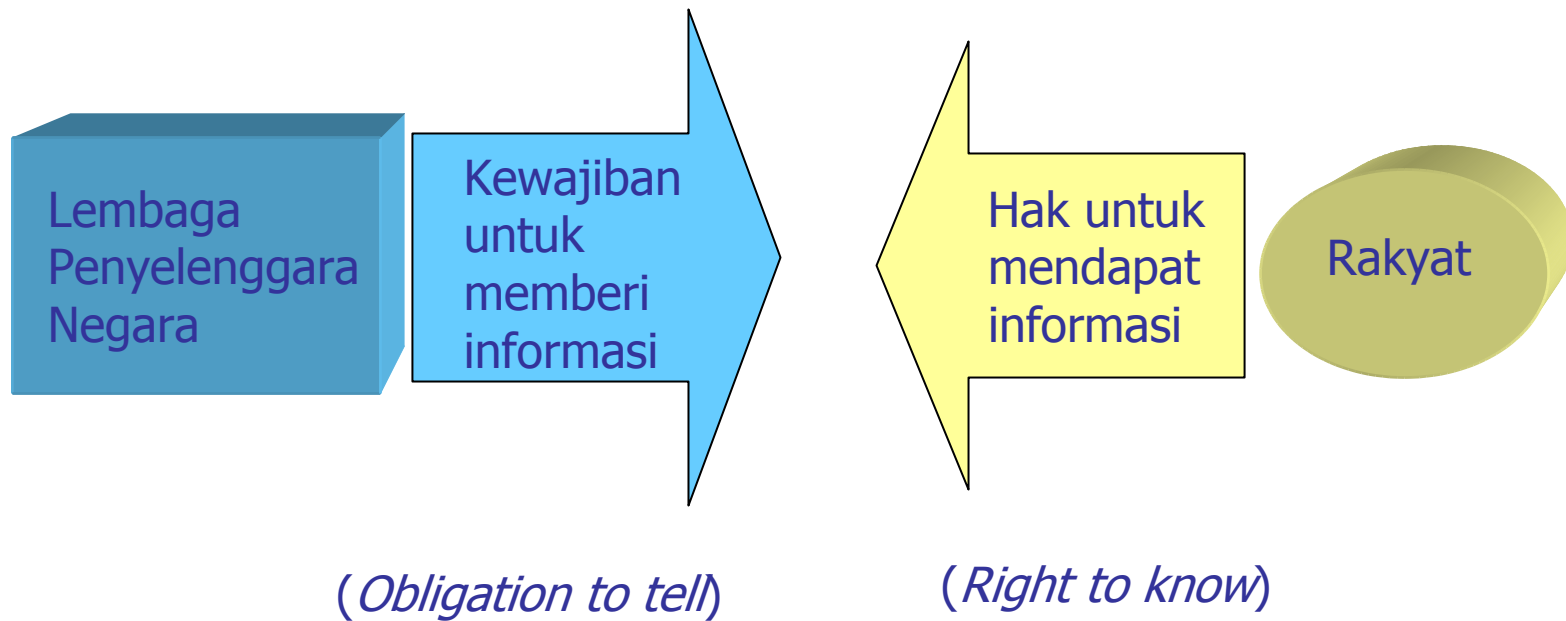 Lembaga
Penyelenggara
Negara
Kewajiban
untuk
memberi
informasi
Hak untuk
mendapat
informasi
Rakyat
(Obligation to tell)
(Right to know)